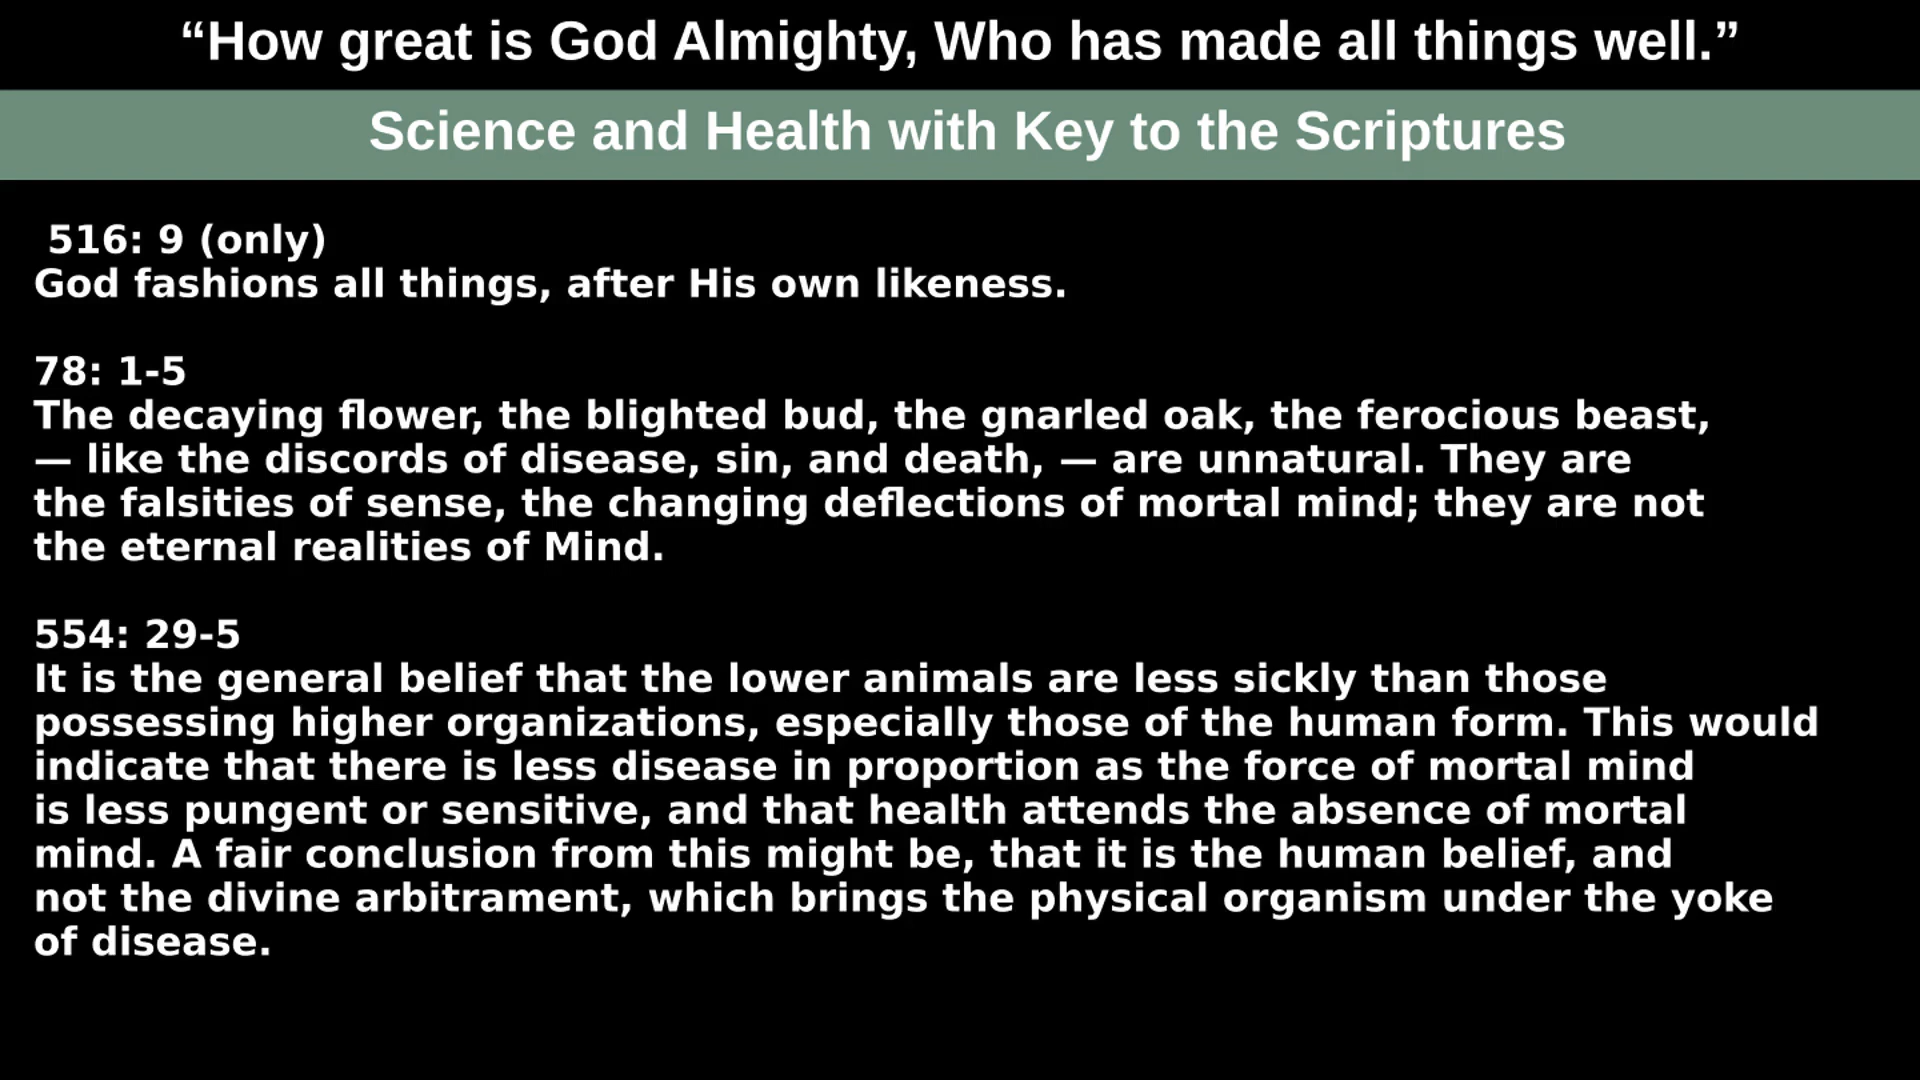 “How great is God Almighty, Who has made all things well.”
Science and Health with Key to the Scriptures
516: 9 (only)
God fashions all things, after His own likeness.
78: 1-5
The decaying flower, the blighted bud, the gnarled oak, the ferocious beast,
— like the discords of disease, sin, and death, — are unnatural. They are
the falsities of sense, the changing deflections of mortal mind; they are not
the eternal realities of Mind.
554: 29-5
It is the general belief that the lower animals are less sickly than those
possessing higher organizations, especially those of the human form. This would
indicate that there is less disease in proportion as the force of mortal mind
is less pungent or sensitive, and that health attends the absence of mortal
mind. A fair conclusion from this might be, that it is the human belief, and
not the divine arbitrament, which brings the physical organism under the yoke
of disease.